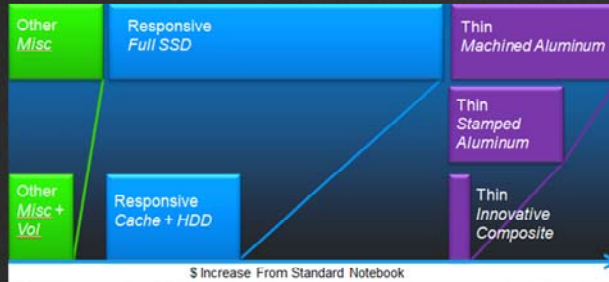 Other
Misc
Responsive
Full SSD
Thin
Machined Aluminum
Thin
Stamped
Aluminum
Other
Misc +
Vol
Responsive
Cache + HDD
Thin
Innovative
Composite
$ Increase From Standard Notebook